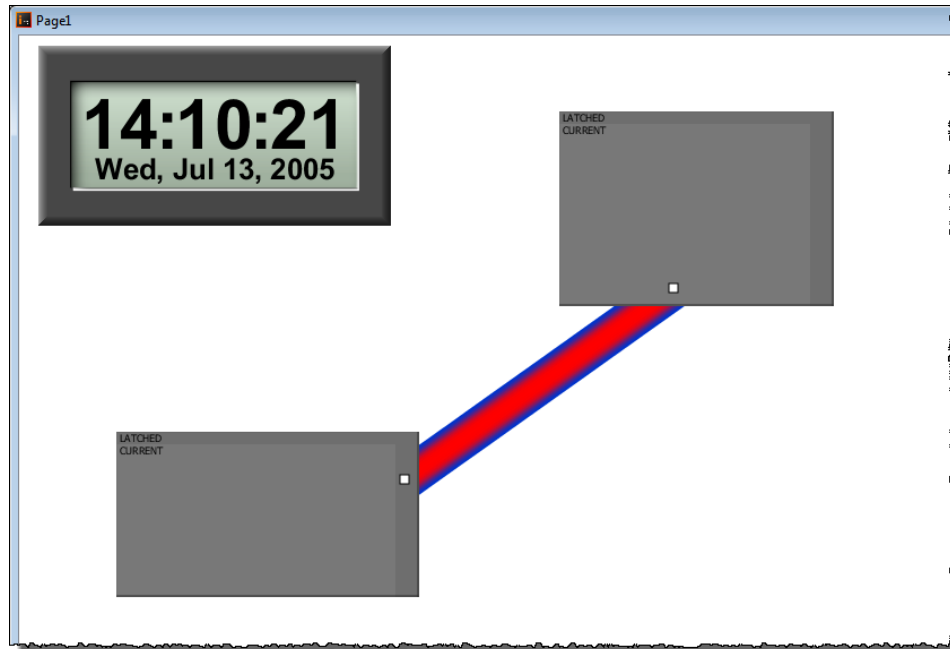 Page1
14:10:21
Wed, Jul 13, 2005
LATCHED
CURRENT
LATCHED
CURRENT